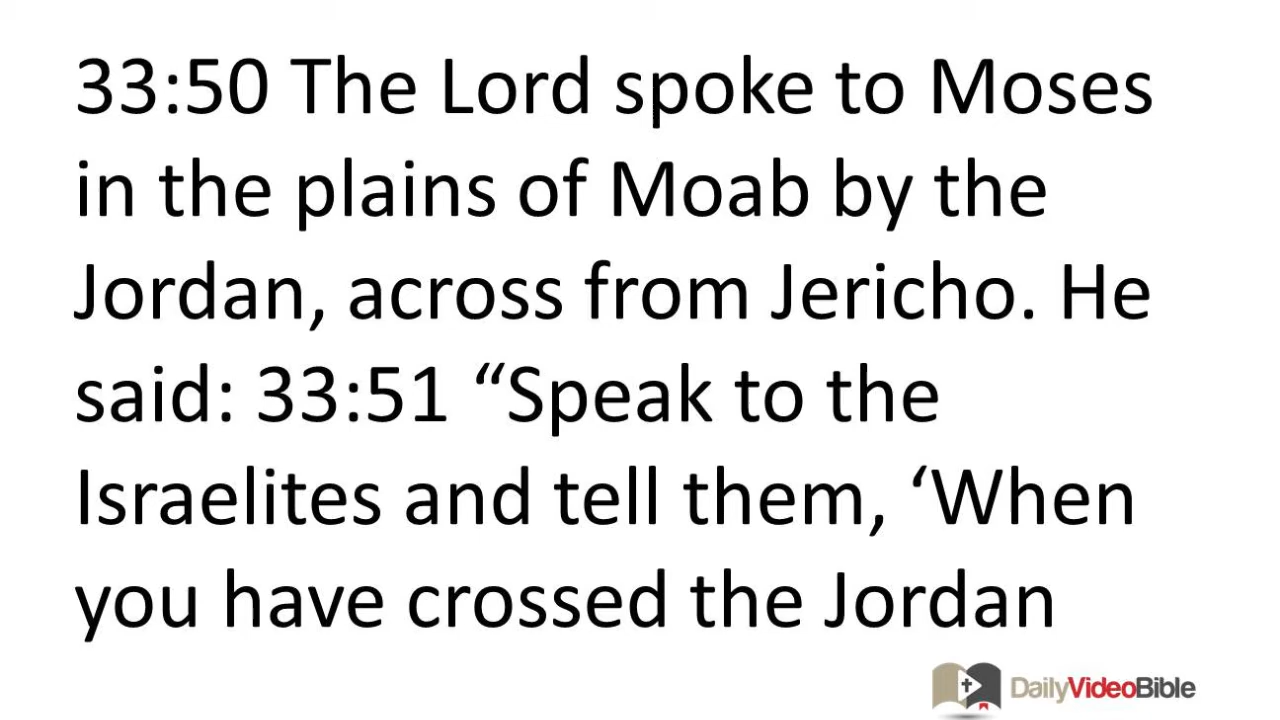 33:50 The Lord spoke to Moses
in the plains of Moab by the
Jordan, across from Jericho. He
said: 33:51 “Speak to the
Israelites and tell them, ‘When
you have crossed the Jordan
DailyVideoBible